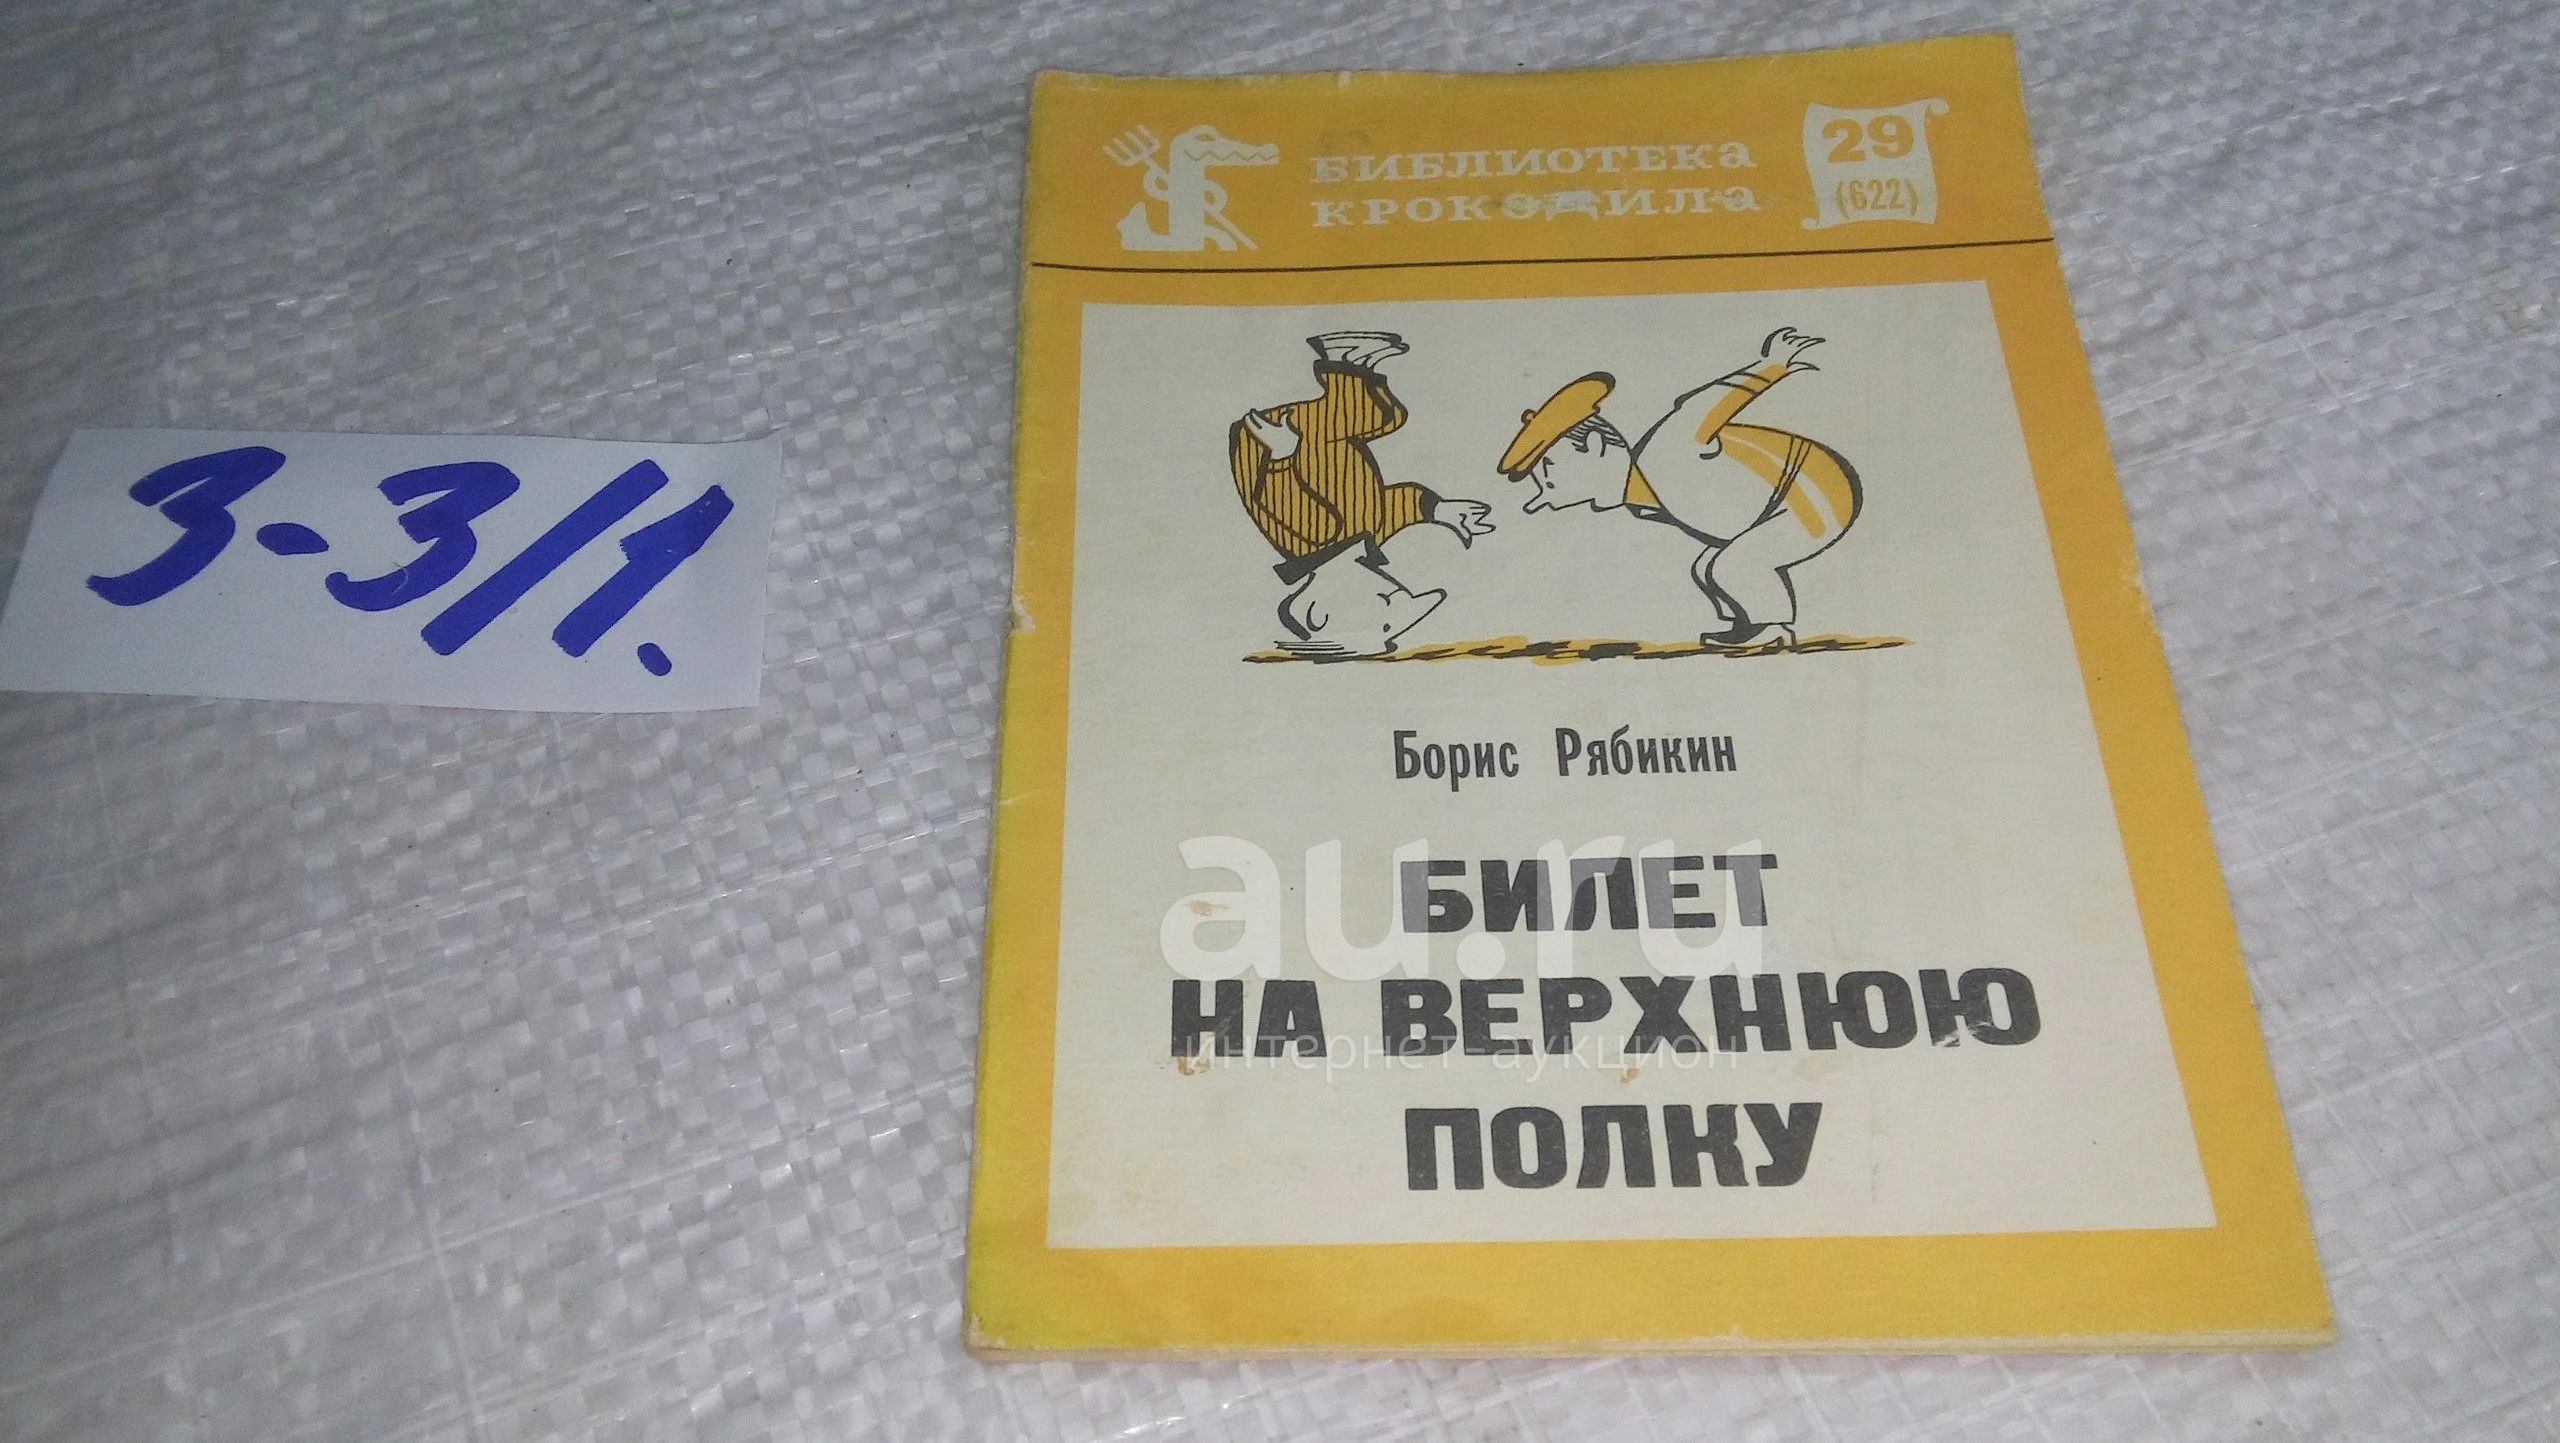 3-3/1.
БИБЛИОТЕКА
КРОКОДИЛА
29
(622)
Борис Рябикин
БИЛЕТ
НА ВЕРХНЮЮ
ПОЛКУ
au.ru
интернет-аукцион